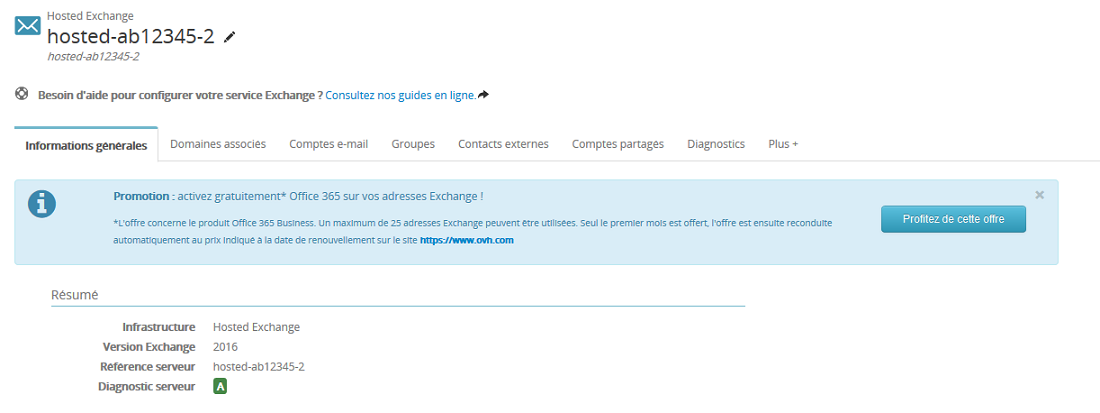 Hosted Exchange
hosted-ab12345-2
hosted-ab12345-2
Besoin d'aide pour configurer votre service Exchange ? Consultez nos guides en ligne.
Informations générales Domaines associés Comptes e-mail Groupes Contacts externes Comptes partagés Diagnostics Plus +
Promotion : activez gratuitement* Office 365 sur vos adresses Exchange !
*L'offre concerne le produit Office 365 Business. Un maximum de 25 adresses Exchange peuvent être utilisées. Seul le premier mois est offert, l'offre est ensuite reconduite
automatiquement au prix indiqué à la date de renouvellement sur le site https://www.ovh.com
Profitez de cette offre
Résumé
Infrastructure Hosted Exchange
Version Exchange 2016
Référence serveur hosted-ab12345-2
Diagnostic serveur A